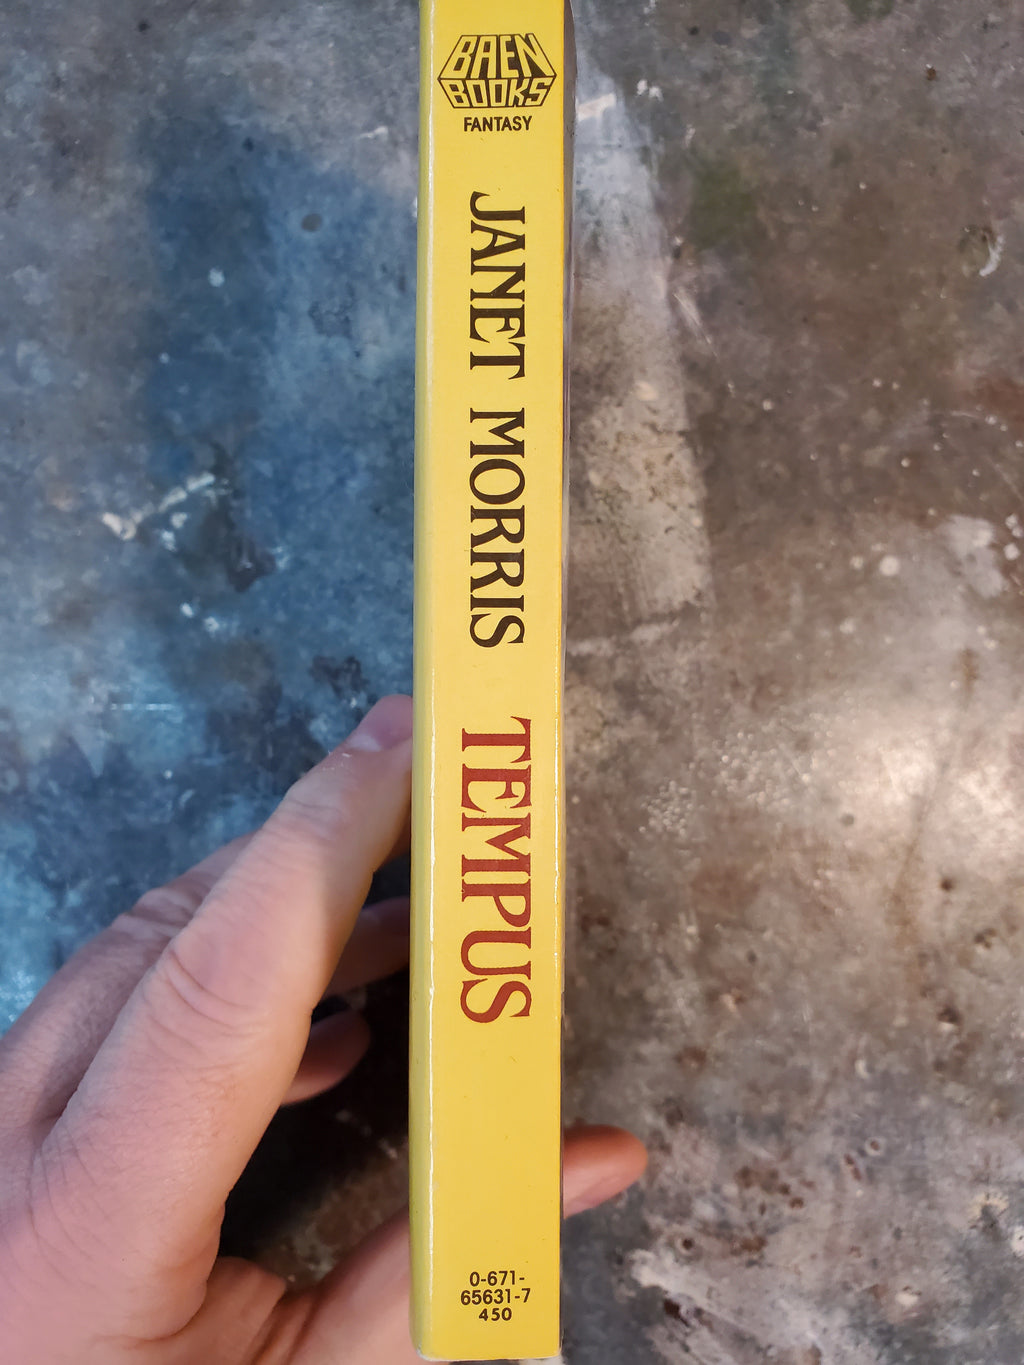 BAEN
BOOKS
FANTASY
JANET MORRIS TEMPUS
0-671-
65631-7
450